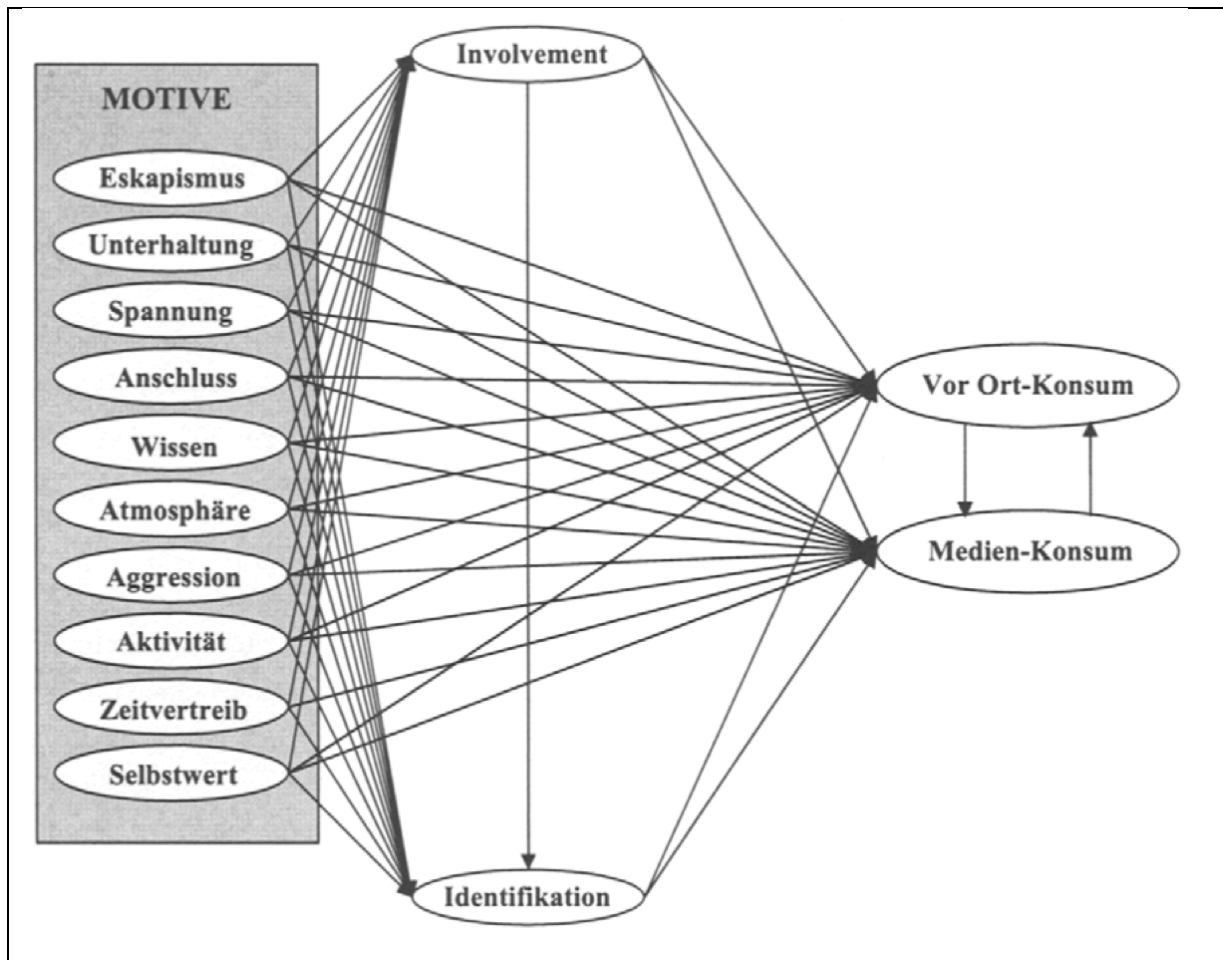 Involvement
MOTIVE
Eskapismus
Unterhaltung
Spannung
Anschluss
Wissen
Atmosphäre
Aggression
Aktivität
Zeitvertreib
Selbstwert
Vor Ort-Konsum
Medien-Konsum
Identifikation